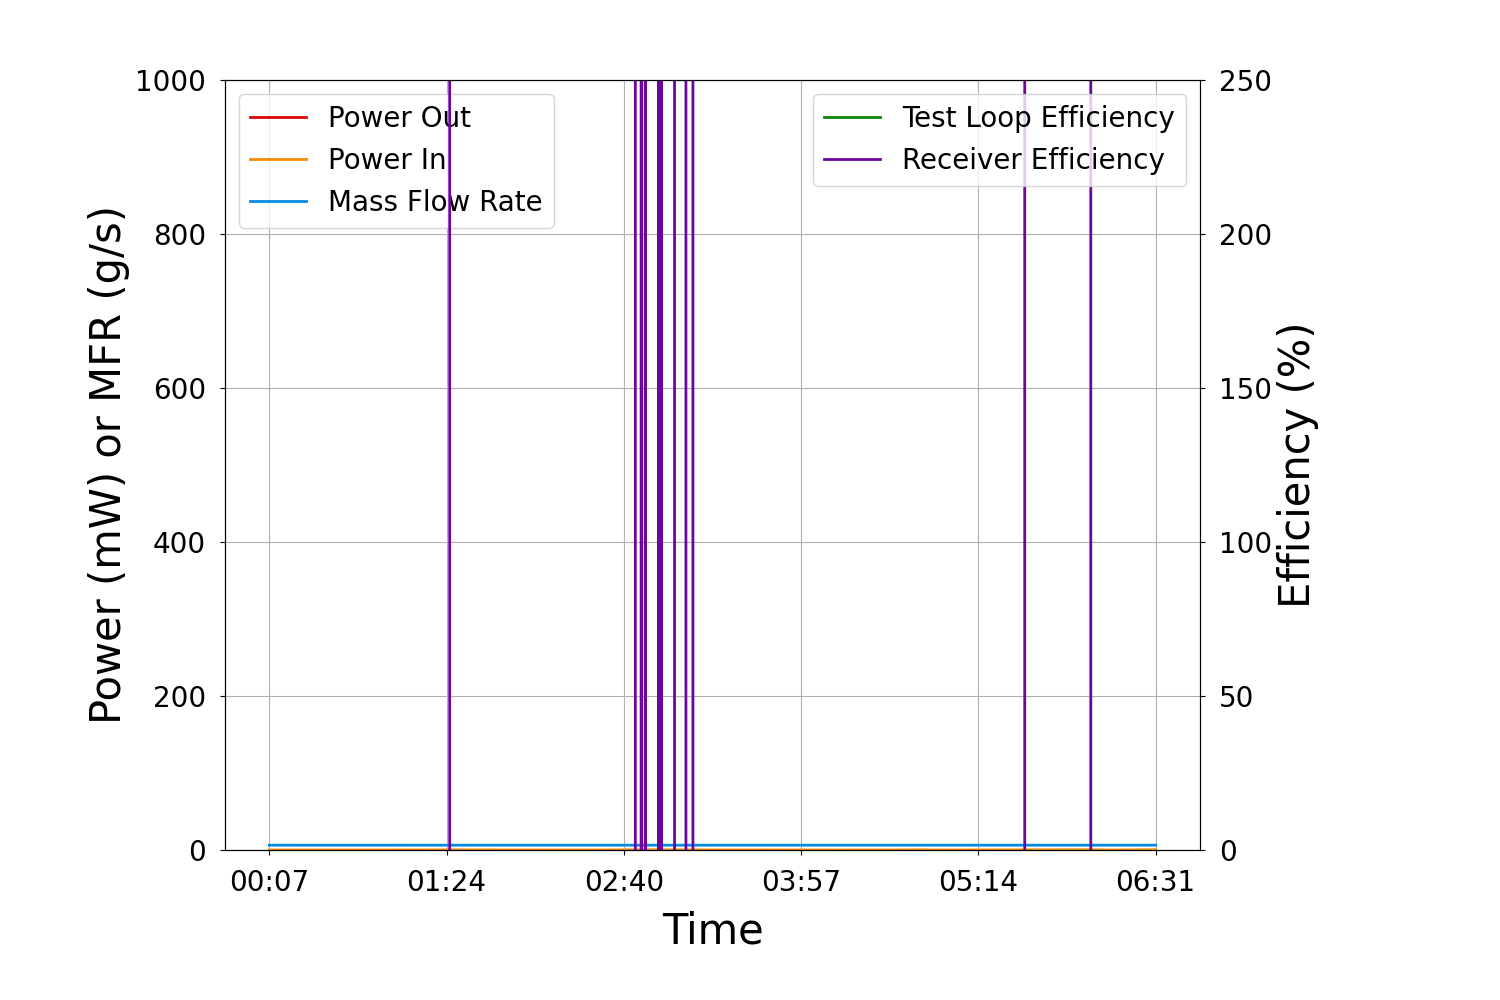 1000
800
600
400
200
0
Power (mW) or MFR (g/s)
Power Out
Power In
Mass Flow Rate
Test Loop Efficiency
Receiver Efficiency
250
200
150
100
50
0
Efficiency (%)
00:07 01:24 02:40 03:57 05:14 06:31
Time